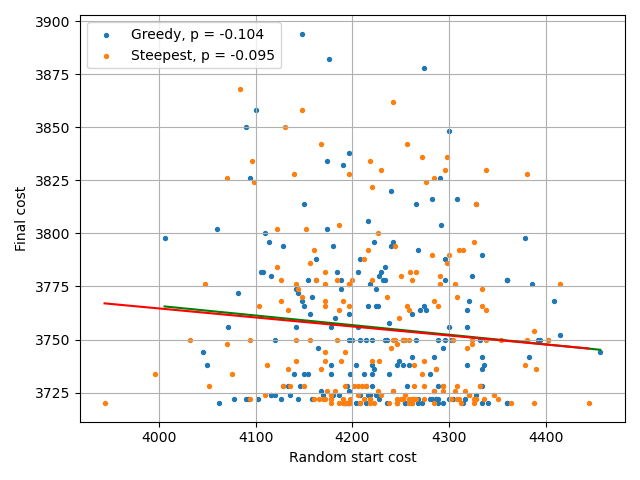 Greedy, p = -0.104
Steepest, p = -0.095
3900
3875
3850
3825
3800
3775
3750
3725
Final cost
4000 4100 4200 4300 4400
Random start cost